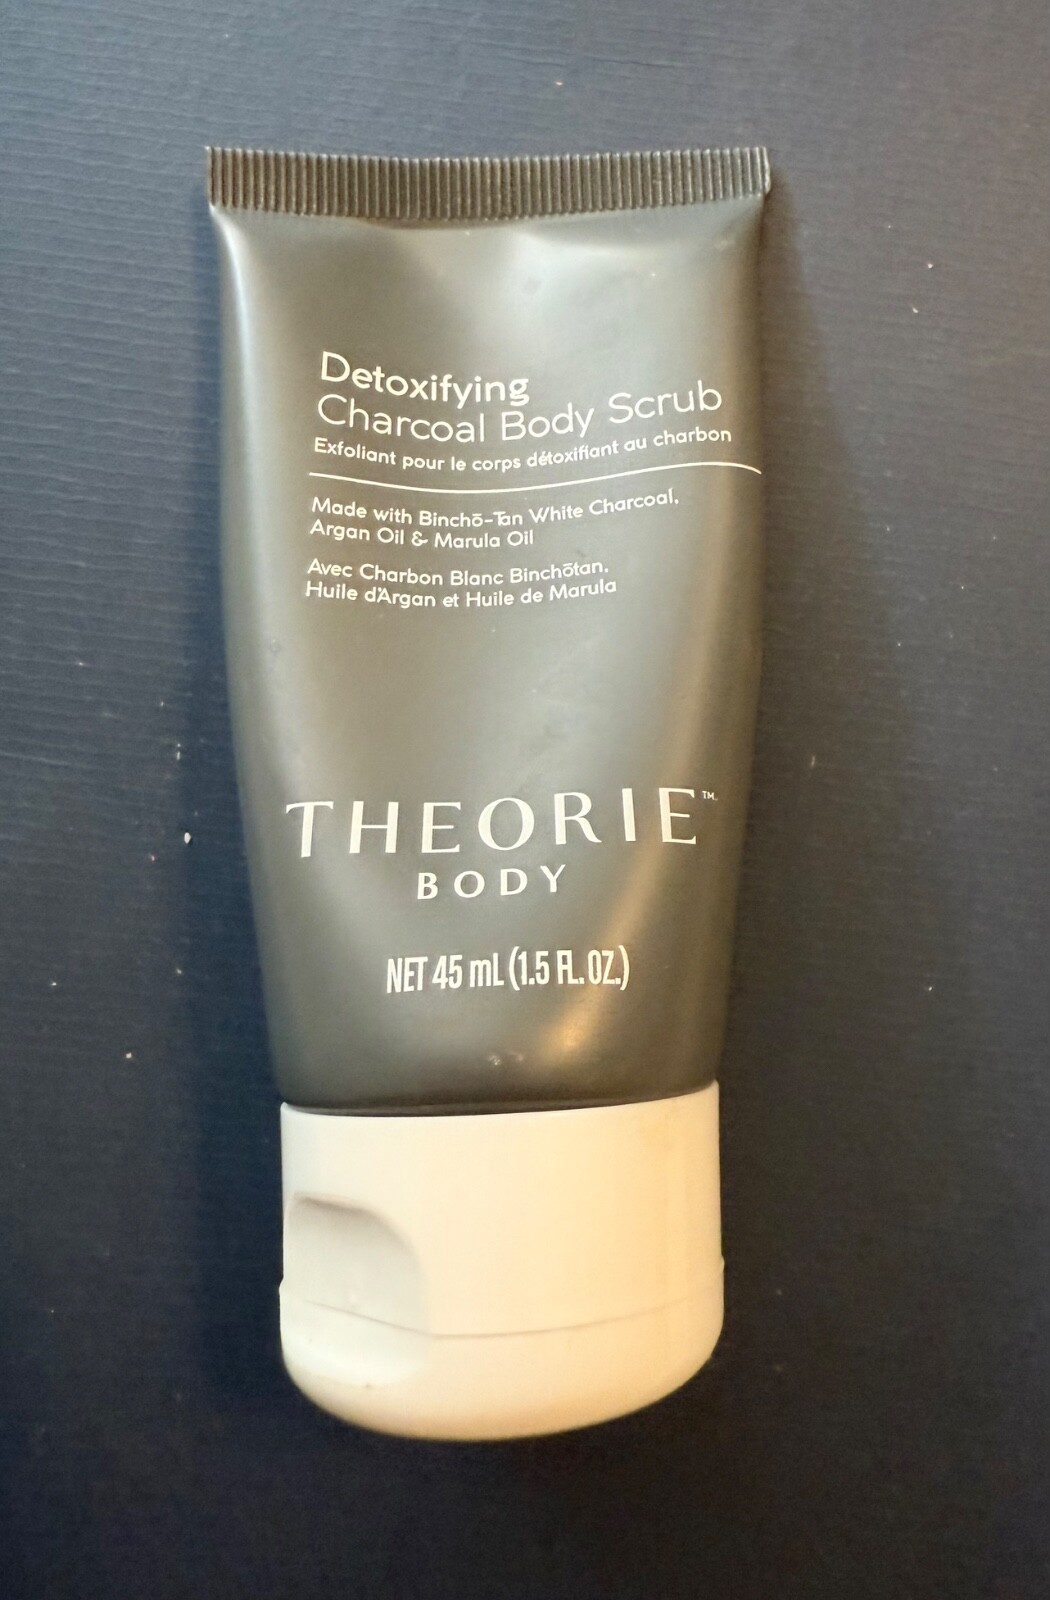 Detoxifying
Charcoal Body Scrub
Exfoliant pour le corps détoxifiant au charbon
Made with Binchō-Tan White Charcoal,
Argan Oil & Marula Oil
Avec Charbon Blanc Binchōtan,
Huile d'Argan et Huile de Marula
THEORIE™
BODY
NET 45 mL (1.5 FL. OZ.)